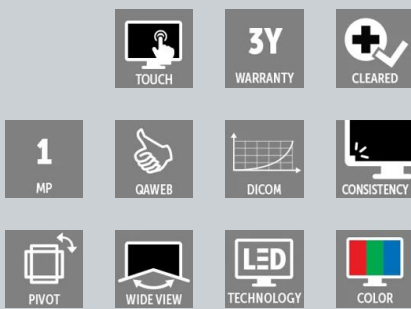 TOUCH
3Y
WARRANTY
CLEARED
1
MP
QAWEB
DICOM
CONSISTENCY
PIVOT
WIDE VIEW
LED
TECHNOLOGY
COLOR